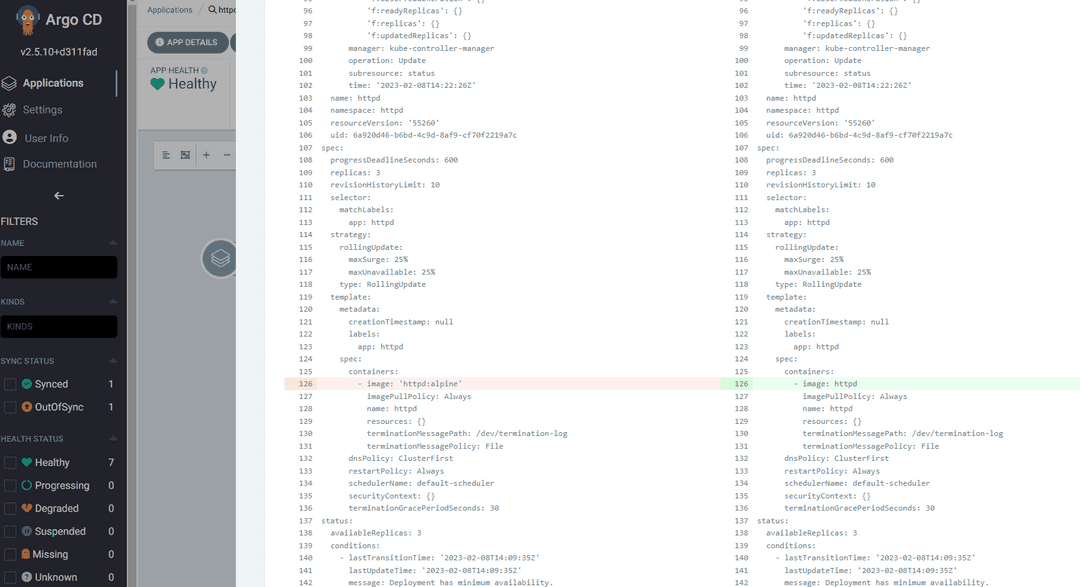 Argo CD
v2.5.10+d311fad
Applications
Settings
User Info
Documentation
FILTERS
NAME
NAME
KINDS
KINDS
SYNC STATUS
Synced 1
OutOfSync 1
HEALTH STATUS
Healthy 7
Progressing 0
Degraded 0
Suspended 0
Missing 0
Unknown 0
Applications / httpd
APP DETAILS
APP HEALTH
Healthy
96 'f:readyReplicas': {}
97 'f:replicas': {}
98 'f:updatedReplicas': {}
99 manager: kube-controller-manager
100 operation: Update
101 subresource: status
102 time: '2023-02-08T14:22:26Z'
103 name: httpd
104 namespace: httpd
105 resourceVersion: '55260'
106 uid: 6a920d46-b6bd-4c9d-8af9-cf70f2219a7c
107 spec:
108 progressDeadlineSeconds: 600
109 replicas: 3
110 revisionHistoryLimit: 10
111 selector:
112 matchLabels:
113 app: httpd
114 strategy:
115 rollingUpdate:
116 maxSurge: 25%
117 maxUnavailable: 25%
118 type: RollingUpdate
119 template:
120 metadata:
121 creationTimestamp: null
122 labels:
123 app: httpd
124 spec:
125 containers:
126 - image: 'httpd:alpine'
127 imagePullPolicy: Always
128 name: httpd
129 resources: {}
130 terminationMessagePath: /dev/termination-log
131 terminationMessagePolicy: File
132 dnsPolicy: ClusterFirst
133 restartPolicy: Always
134 schedulerName: default-scheduler
135 securityContext: {}
136 terminationGracePeriodSeconds: 30
137 status:
138 availableReplicas: 3
139 conditions:
140 - lastTransitionTime: '2023-02-08T14:09:35Z'
141 lastUpdateTime: '2023-02-08T14:09:35Z'
142 message: Deployment has minimum availability.
96 'f:readyReplicas': {}
97 'f:replicas': {}
98 'f:updatedReplicas': {}
99 manager: kube-controller-manager
100 operation: Update
101 subresource: status
102 time: '2023-02-08T14:22:26Z'
103 name: httpd
104 namespace: httpd
105 resourceVersion: '55260'
106 uid: 6a920d46-b6bd-4c9d-8af9-cf70f2219a7c
107 spec:
108 progressDeadlineSeconds: 600
109 replicas: 3
110 revisionHistoryLimit: 10
111 selector:
112 matchLabels:
113 app: httpd
114 strategy:
115 rollingUpdate:
116 maxSurge: 25%
117 maxUnavailable: 25%
118 type: RollingUpdate
119 template:
120 metadata:
121 creationTimestamp: null
122 labels:
123 app: httpd
124 spec:
125 containers:
126 - image: httpd
127 imagePullPolicy: Always
128 name: httpd
129 resources: {}
130 terminationMessagePath: /dev/termination-log
131 terminationMessagePolicy: File
132 dnsPolicy: ClusterFirst
133 restartPolicy: Always
134 schedulerName: default-scheduler
135 securityContext: {}
136 terminationGracePeriodSeconds: 30
137 status:
138 availableReplicas: 3
139 conditions:
140 - lastTransitionTime: '2023-02-08T14:09:35Z'
141 lastUpdateTime: '2023-02-08T14:09:35Z'
142 message: Deployment has minimum availability.